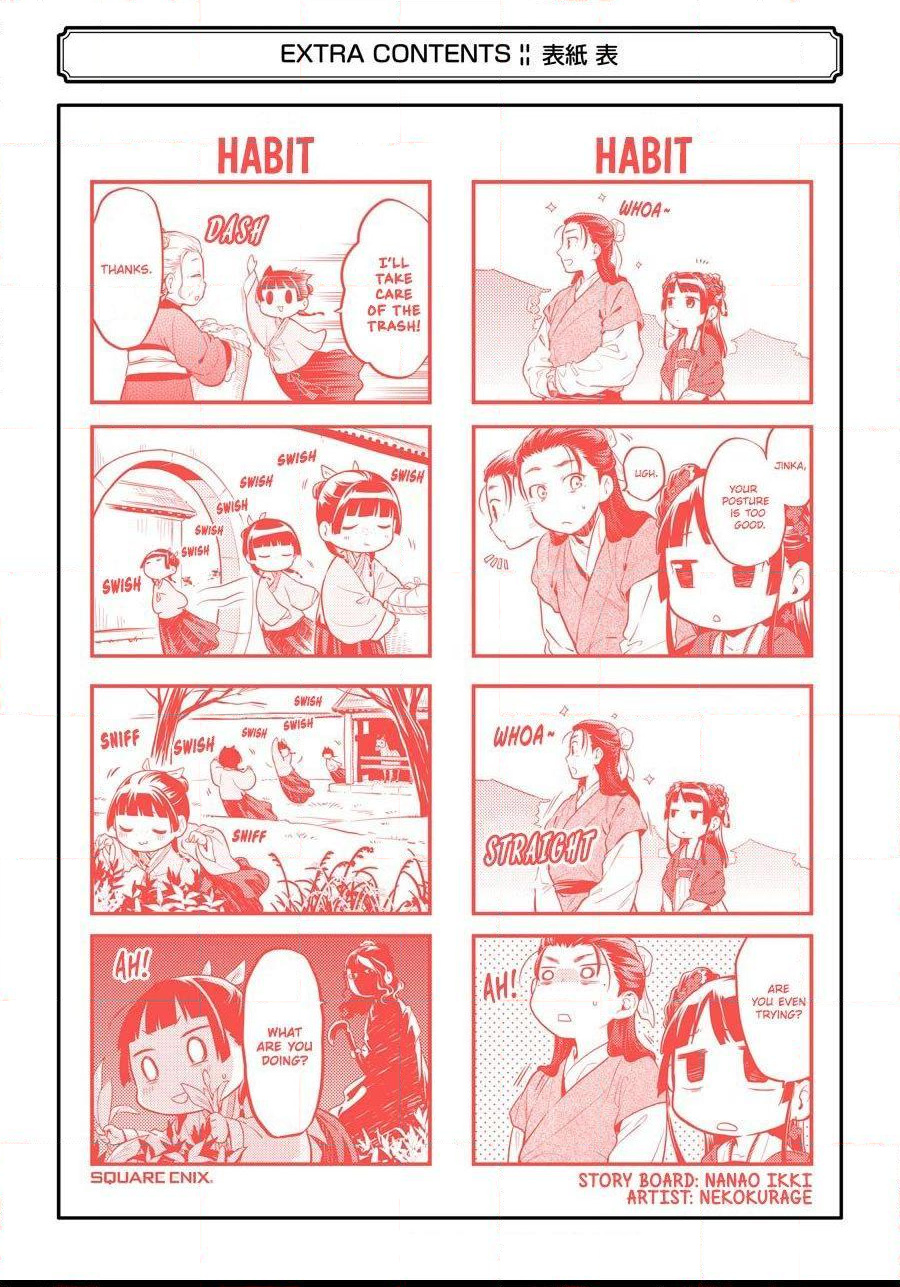 EXTRA CONTENTS :: 表紙 表
HABIT
WHOA~
JINKA,
YOUR
POSTURE
IS TOO
GOOD.
UGH.
WHOA~
STRAIGHT
ARE
YOU EVEN
TRYING?
AH!
HABIT
I'LL
TAKE
CARE
OF THE
TRASH!
DASH
THANKS.
SWISH
SWISH
SWISH
SWISH
SWISH
SWISH
SWISH
SWISH
SWISH
SWISH
SWISH
SNIFF
SNIFF
WHAT
ARE YOU
DOING?
AH!
SQUARE ENIX.
STORY BOARD: NANAO IKKI
ARTIST: NEKOKURAGE